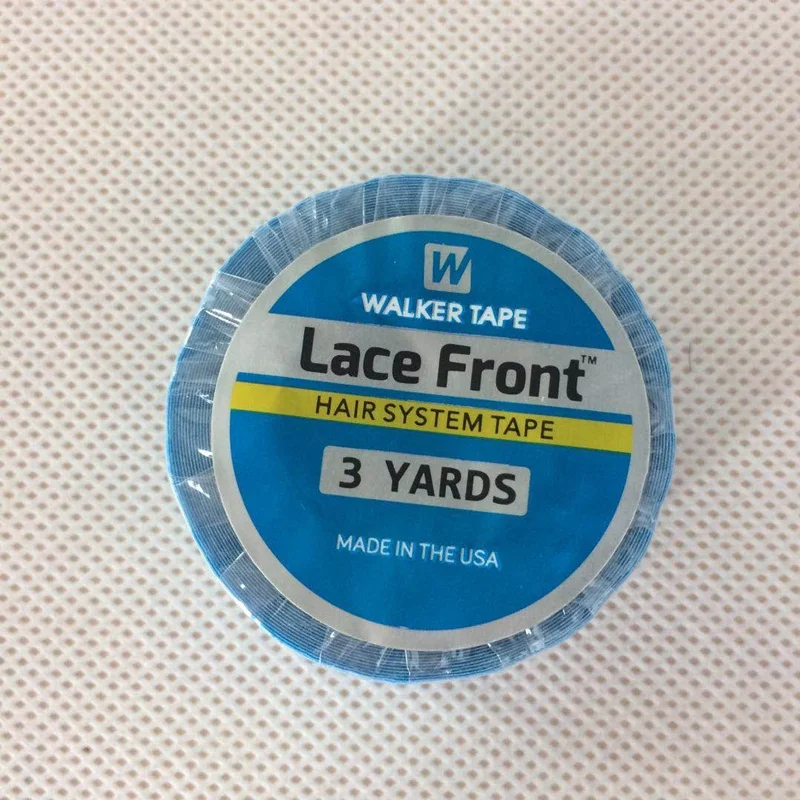 W
WALKER TAPE
Lace Front™
HAIR SYSTEM TAPE
3 YARDS
MADE IN THE USA